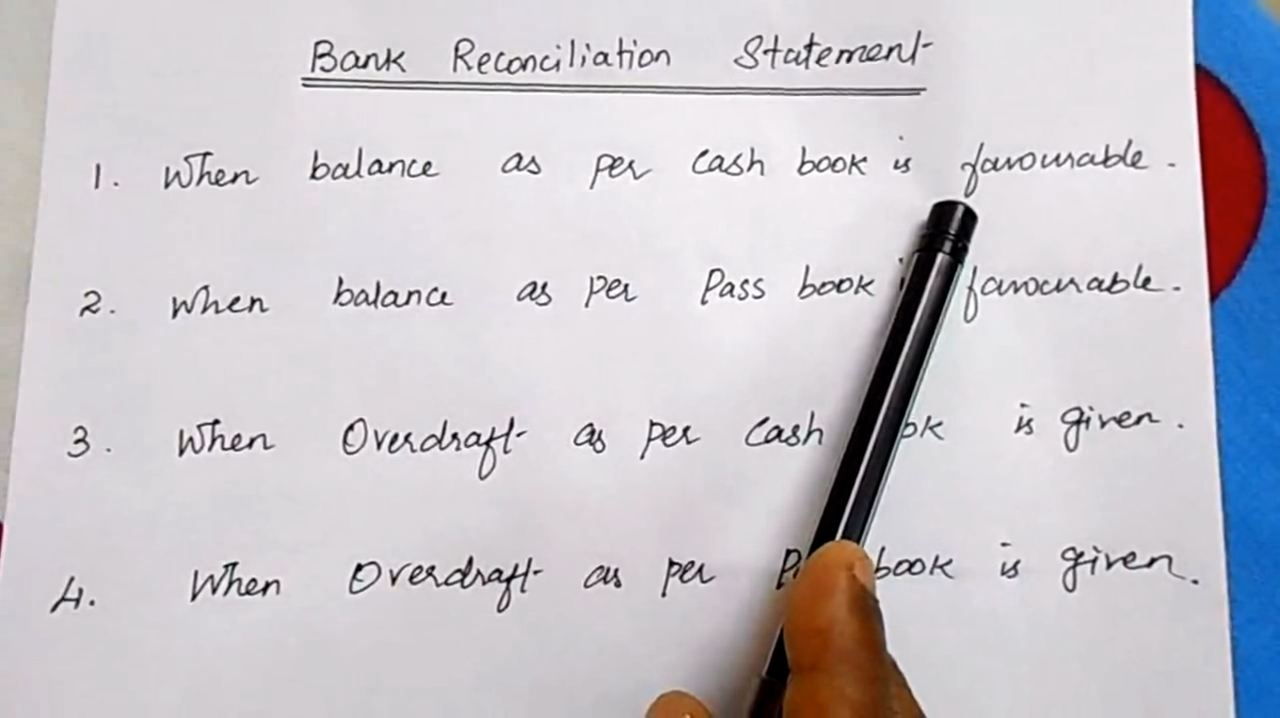 Bank Reconciliation Statement
1. When balance as per cash book is favourable.
2. When balance as per Pass book favourable.
3. When Overdraft as per cash is given.
4. When Overdraft as per book is given.